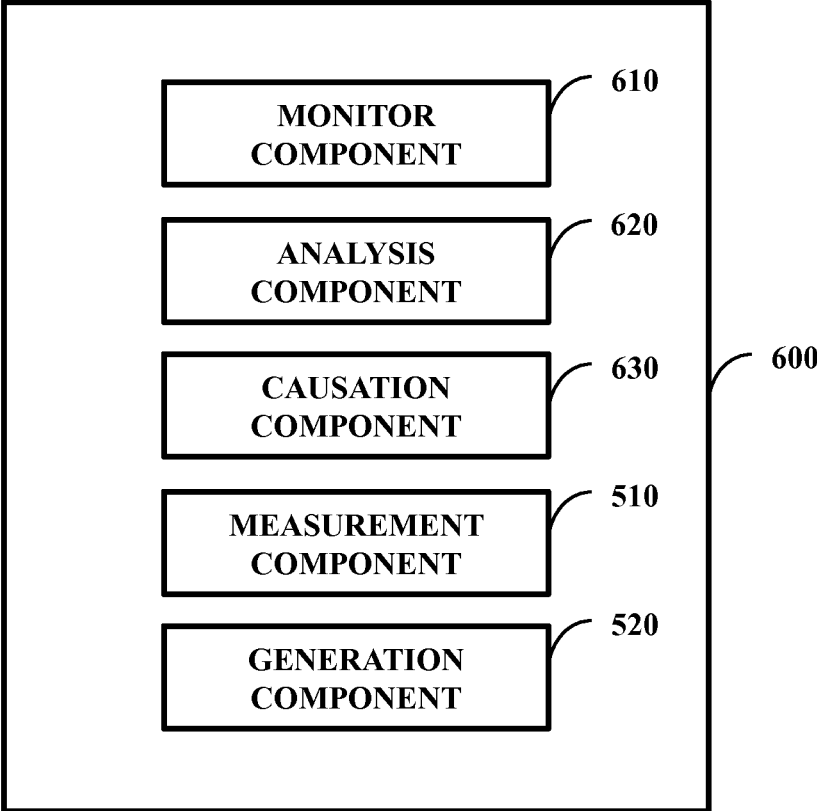 610
MONITOR
COMPONENT
620
ANALYSIS
COMPONENT
630
CAUSATION
COMPONENT
600
510
MEASUREMENT
COMPONENT
520
GENERATION
COMPONENT